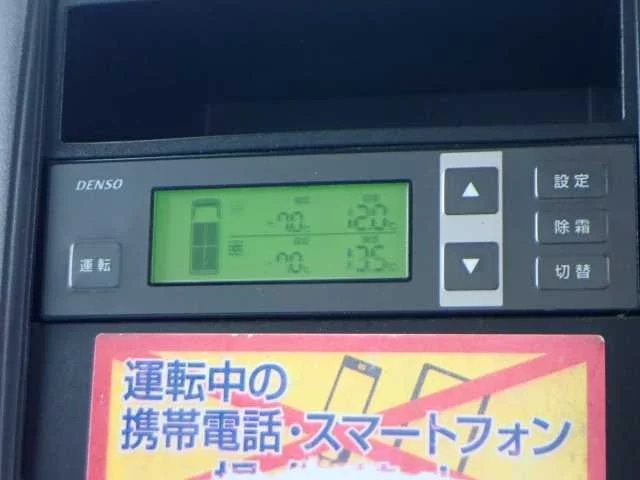 DENSO
運転
-7.0℃ 12.0℃
-7.0℃ 13.5℃
設定
除霜
切替
運転中の
携帯電話・スマートフォン